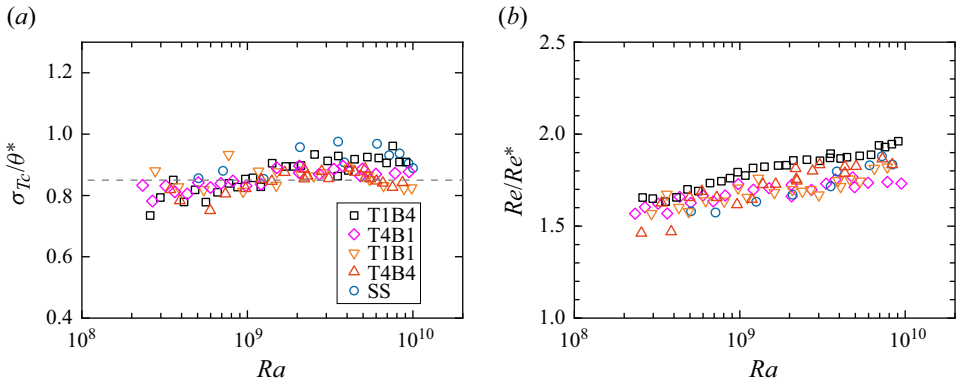 (a)
1.2
1.0
0.8
0.6
0.4
10^8
10^9
10^10
σ_Tc/θ*
Ra
T1B4
T4B1
T1B1
T4B4
SS
(b)
2.5
2.0
1.5
1.0
10^8
10^9
10^10
Re/Re*
Ra